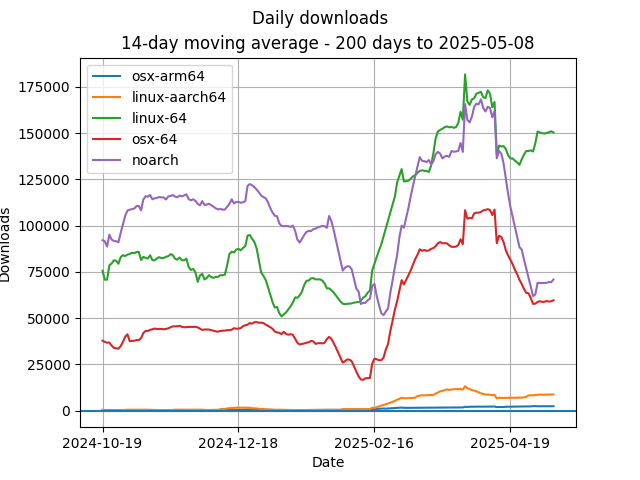 Daily downloads
14-day moving average - 200 days to 2025-05-08
osx-arm64
linux-aarch64
linux-64
osx-64
noarch
175000
150000
125000
100000
75000
50000
25000
0
Downloads
2024-10-19 2024-12-18 2025-02-16 2025-04-19
Date